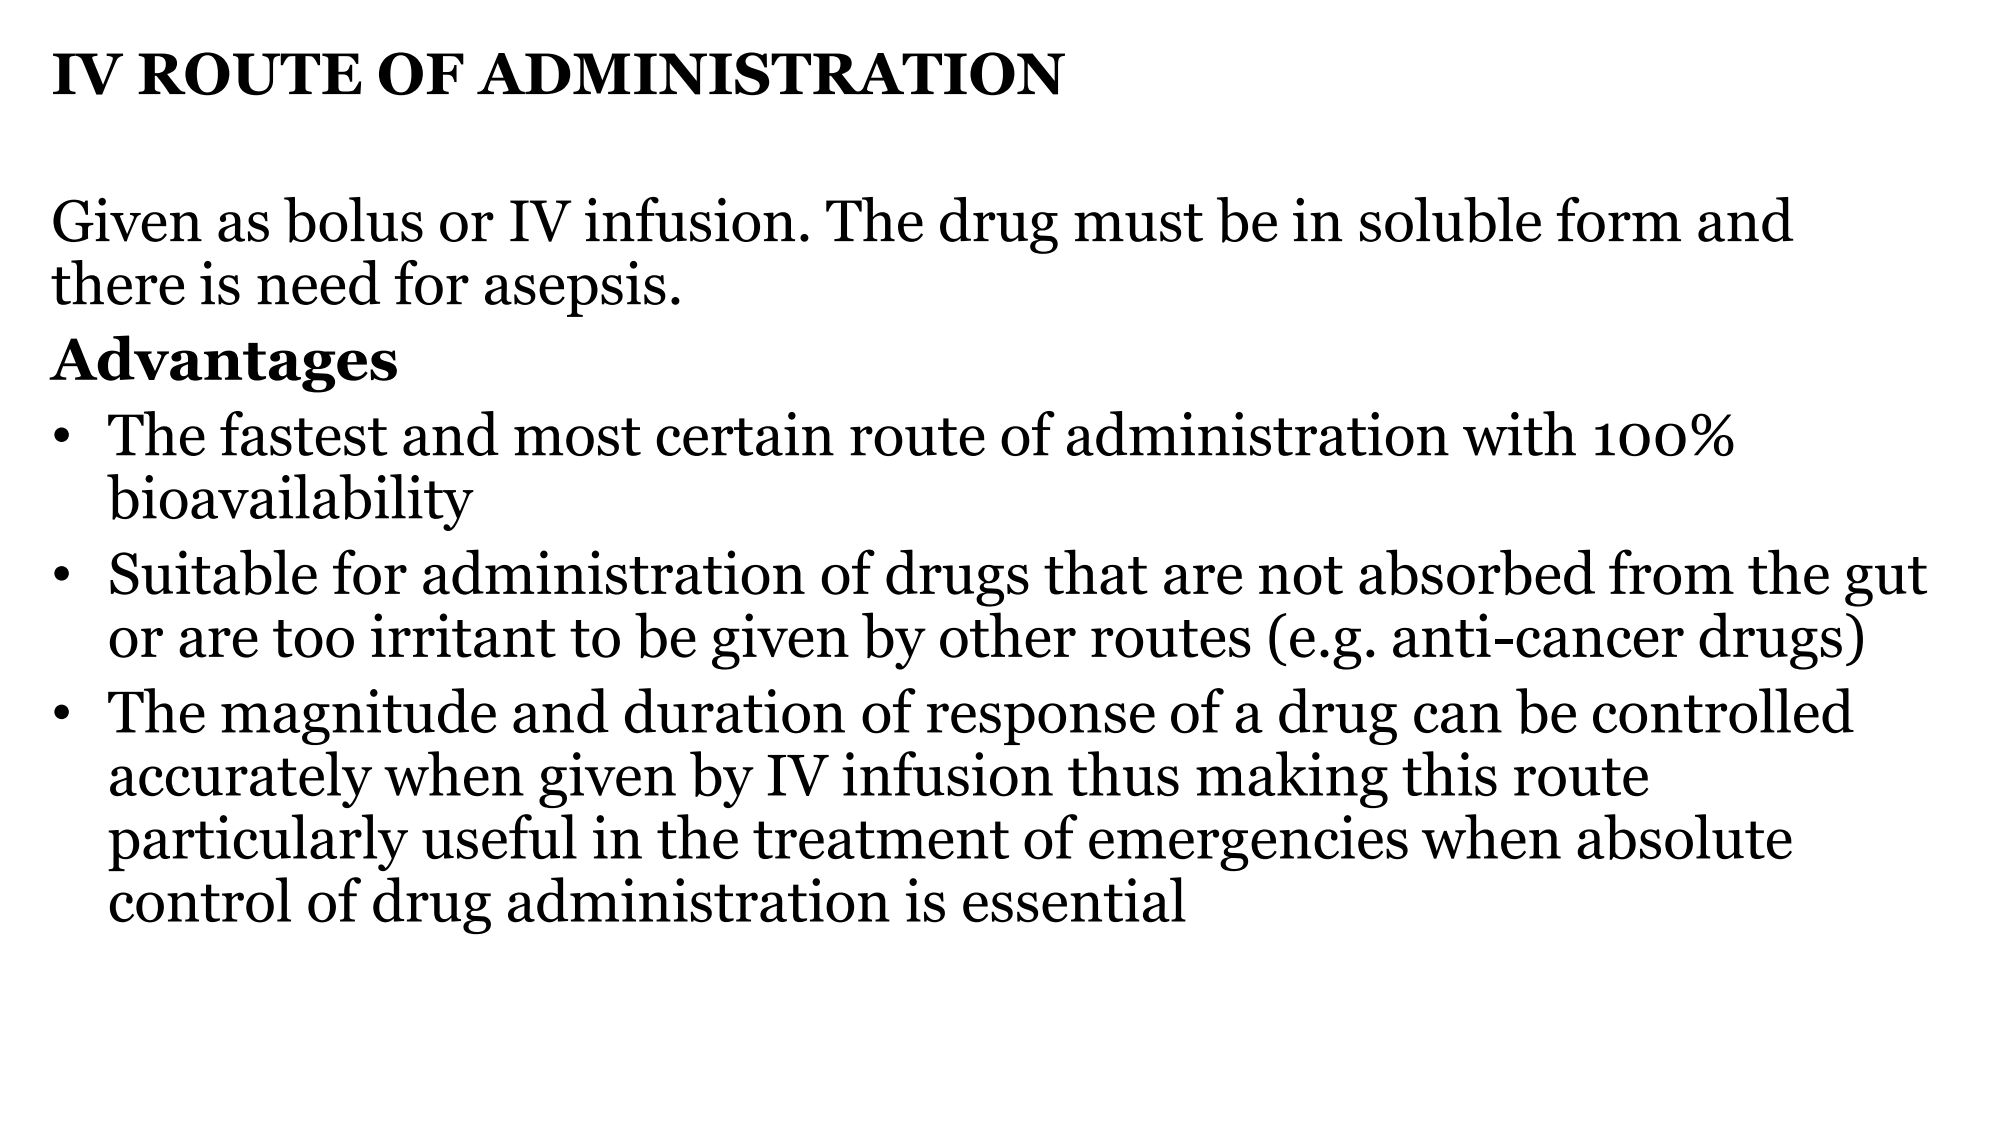 IV ROUTE OF ADMINISTRATION
Given as bolus or IV infusion. The drug must be in soluble form and
there is need for asepsis.
Advantages
• The fastest and most certain route of administration with 100%
bioavailability
• Suitable for administration of drugs that are not absorbed from the gut
or are too irritant to be given by other routes (e.g. anti-cancer drugs)
• The magnitude and duration of response of a drug can be controlled
accurately when given by IV infusion thus making this route
particularly useful in the treatment of emergencies when absolute
control of drug administration is essential